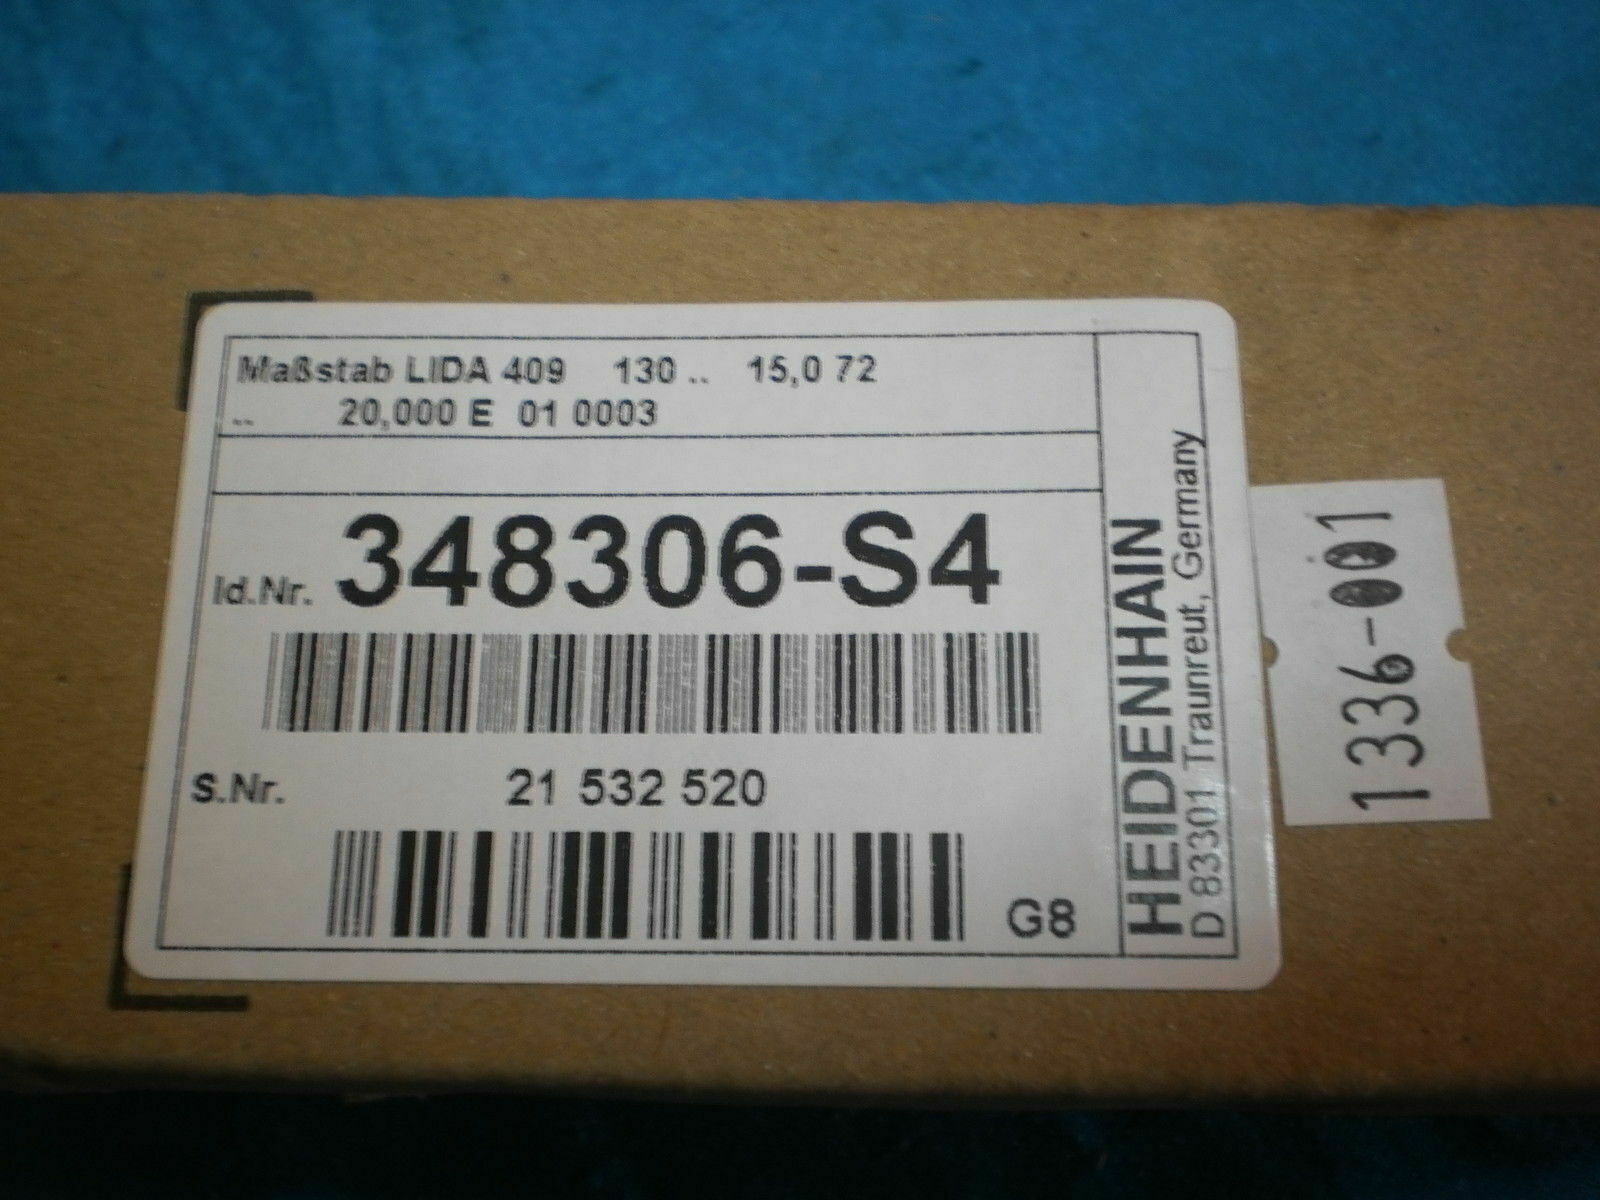 Maßstab LIDA 409 130 .. 15,0 72
.. 20,000 E 01 0003
Id.Nr. 348306-S4
S.Nr. 21 532 520
G8
HEIDENHAIN
D 83301 Traunreut, Germany
1336-001